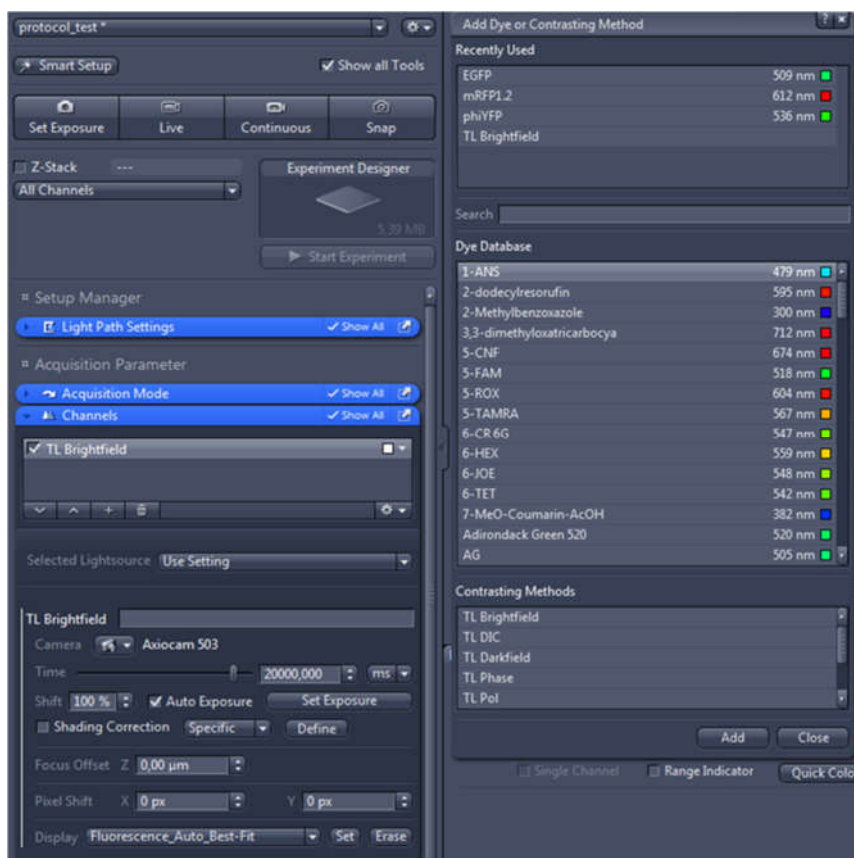 protocol_test *
Smart Setup
Show all Tools
Set Exposure
Live
Continuous
Snap
Z-Stack ---
All Channels
Experiment Designer
5,39 MB
Start Experiment
Setup Manager
Light Path Settings
Show All
Acquisition Parameter
Acquisition Mode
Show All
Channels
Show All
TL Brightfield
Selected Lightsource Use Setting
TL Brightfield
Camera Axiocam 503
Time 20000,000 ms
Shift 100 % Auto Exposure Set Exposure
Shading Correction Specific Define
Focus Offset Z 0,00 µm
Pixel Shift X 0 px Y 0 px
Display Fluorescence_Auto_Best-Fit Set Erase
Add Dye or Contrasting Method
Recently Used
EGFP 509 nm
mRFP1.2 612 nm
phiYFP 536 nm
TL Brightfield
Search
Dye Database
1-ANS 479 nm
2-dodecylresorufin 595 nm
2-Methylbenzoxazole 300 nm
3,3-dimethyloxatricarbocya 712 nm
5-CNF 674 nm
5-FAM 518 nm
5-ROX 604 nm
5-TAMRA 567 nm
6-CR 6G 547 nm
6-HEX 559 nm
6-JOE 548 nm
6-TET 542 nm
7-MeO-Coumarin-AcOH 382 nm
Adirondack Green 520 520 nm
AG 505 nm
Contrasting Methods
TL Brightfield
TL DIC
TL Darkfield
TL Phase
TL Pol
Add Close
Single Channel Range Indicator Quick Colo